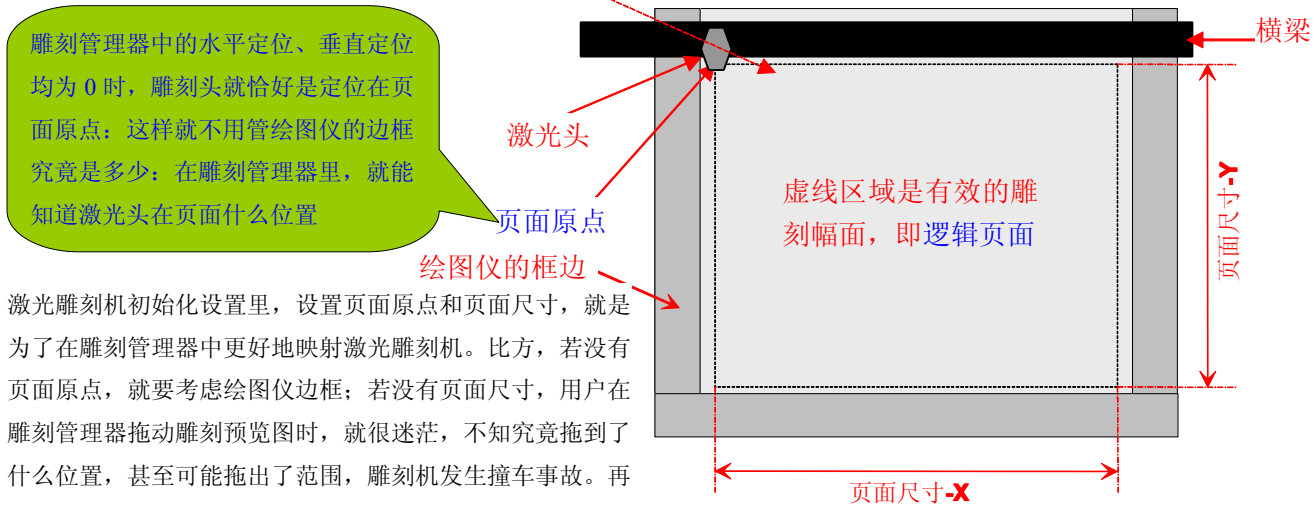 雕刻管理器中的水平定位、垂直定位
均为 0 时，雕刻头就恰好是定位在页
面原点：这样就不用管绘图仪的边框
究竟是多少：在雕刻管理器里，就能
知道激光头在页面什么位置
横梁
激光头
页面原点
绘图仪的框边
虚线区域是有效的雕
刻幅面，即逻辑页面
页面尺寸-Y
页面尺寸-X
激光雕刻机初始化设置里，设置页面原点和页面尺寸，就是
为了在雕刻管理器中更好地映射激光雕刻机。比方，若没有
页面原点，就要考虑绘图仪边框；若没有页面尺寸，用户在
雕刻管理器拖动雕刻预览图时，就很迷茫，不知究竟拖到了
什么位置，甚至可能拖出了范围，雕刻机发生撞车事故。再